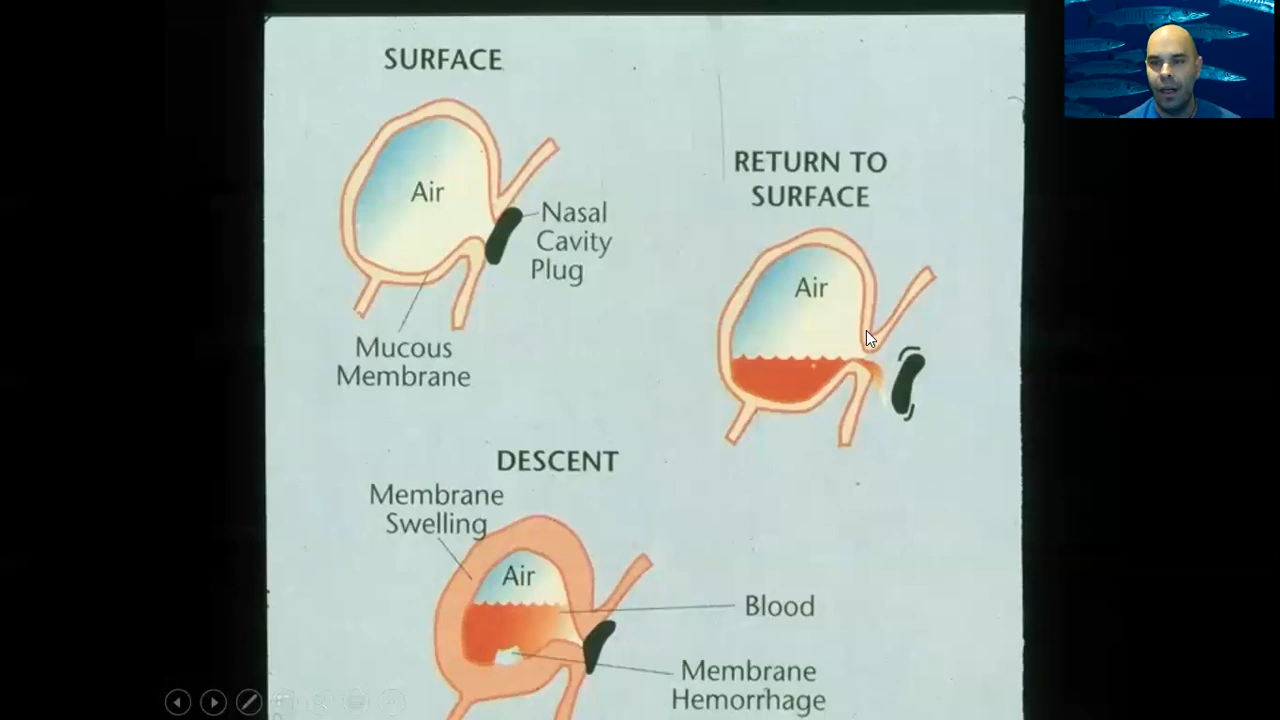 SURFACE
Air
Nasal
Cavity
Plug
Mucous
Membrane
RETURN TO
SURFACE
Air
DESCENT
Membrane
Swelling
Air
Blood
Membrane
Hemorrhage